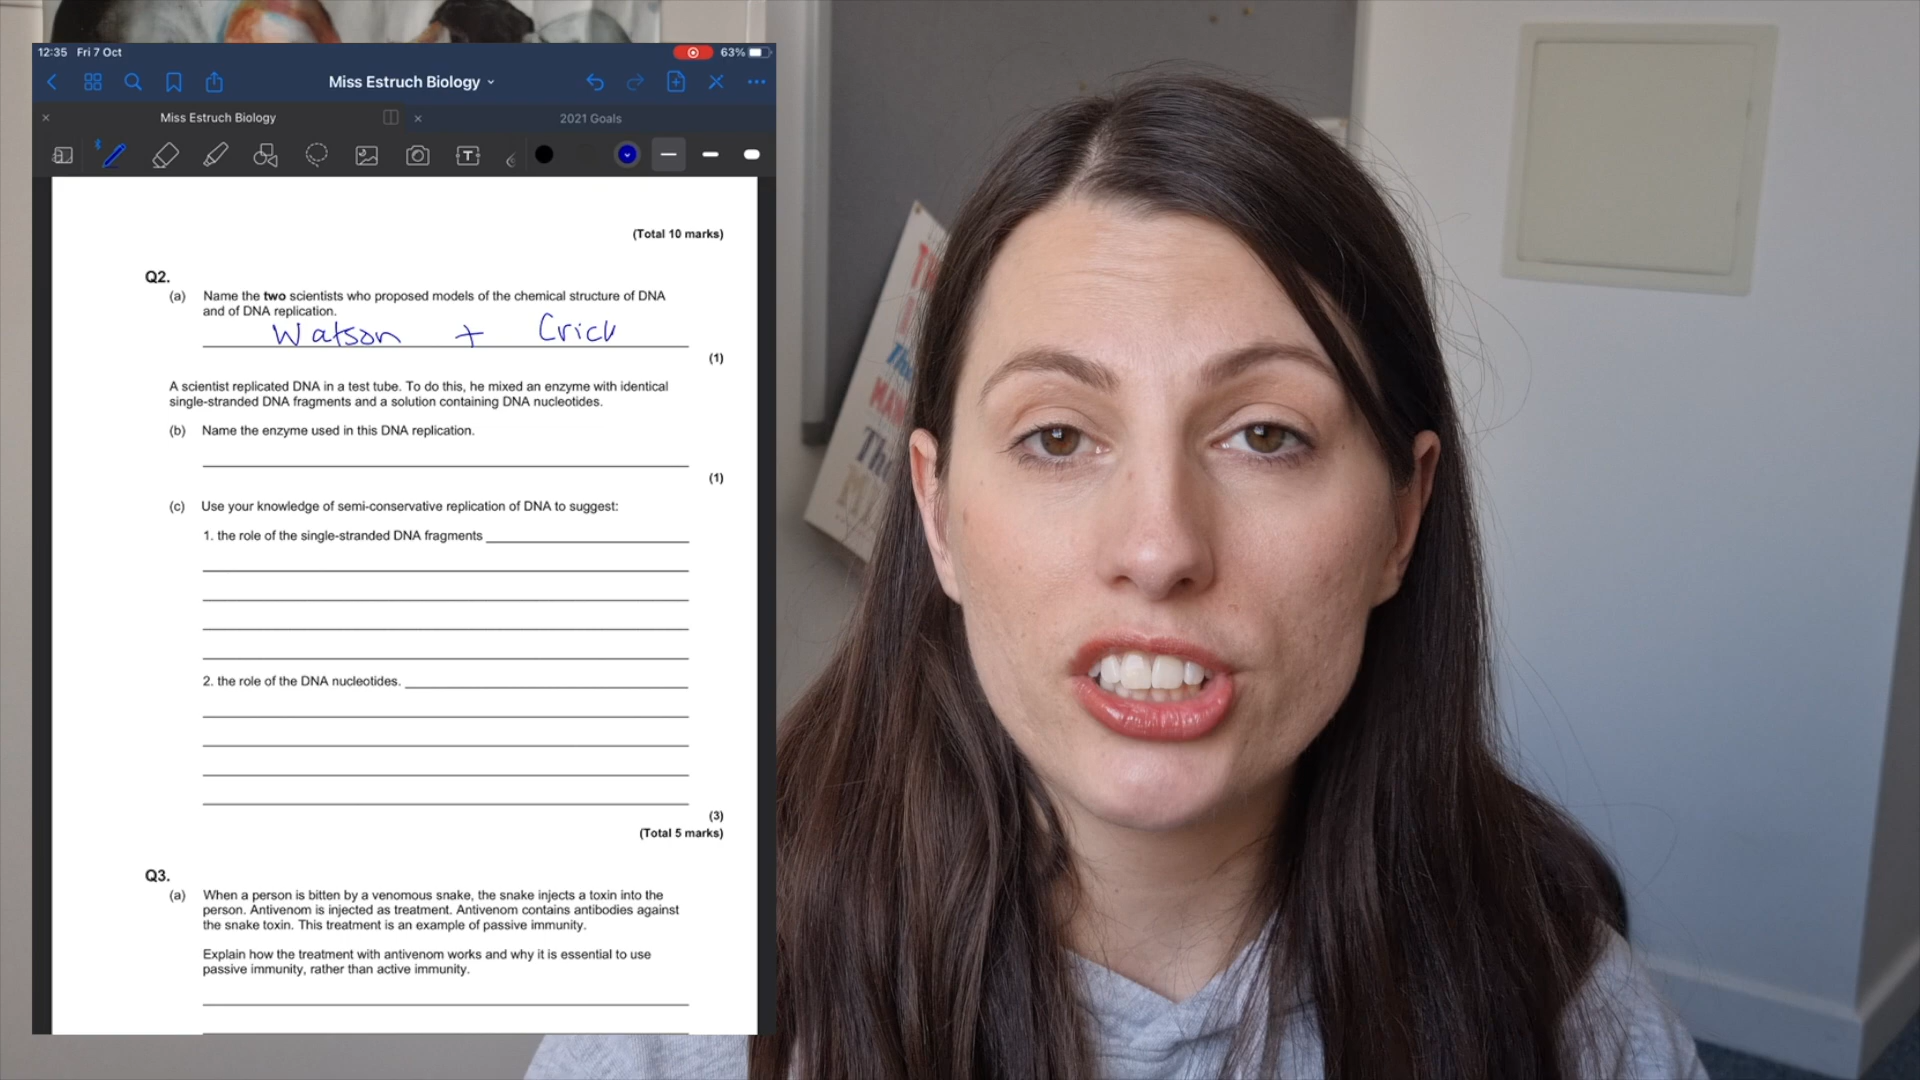 12:35 Fri 7 Oct
63%
Miss Estruch Biology
Miss Estruch Biology
2021 Goals
T
(Total 10 marks)
Q2.
(a) Name the two scientists who proposed models of the chemical structure of DNA
and of DNA replication.
Watson + Crick
(1)
A scientist replicated DNA in a test tube. To do this, he mixed an enzyme with identical
single-stranded DNA fragments and a solution containing DNA nucleotides.
(b) Name the enzyme used in this DNA replication.
(1)
(c) Use your knowledge of semi-conservative replication of DNA to suggest:
1. the role of the single-stranded DNA fragments
2. the role of the DNA nucleotides.
(3)
(Total 5 marks)
Q3.
(a) When a person is bitten by a venomous snake, the snake injects a toxin into the
person. Antivenom is injected as treatment. Antivenom contains antibodies against
the snake toxin. This treatment is an example of passive immunity.
Explain how the treatment with antivenom works and why it is essential to use
passive immunity, rather than active immunity.